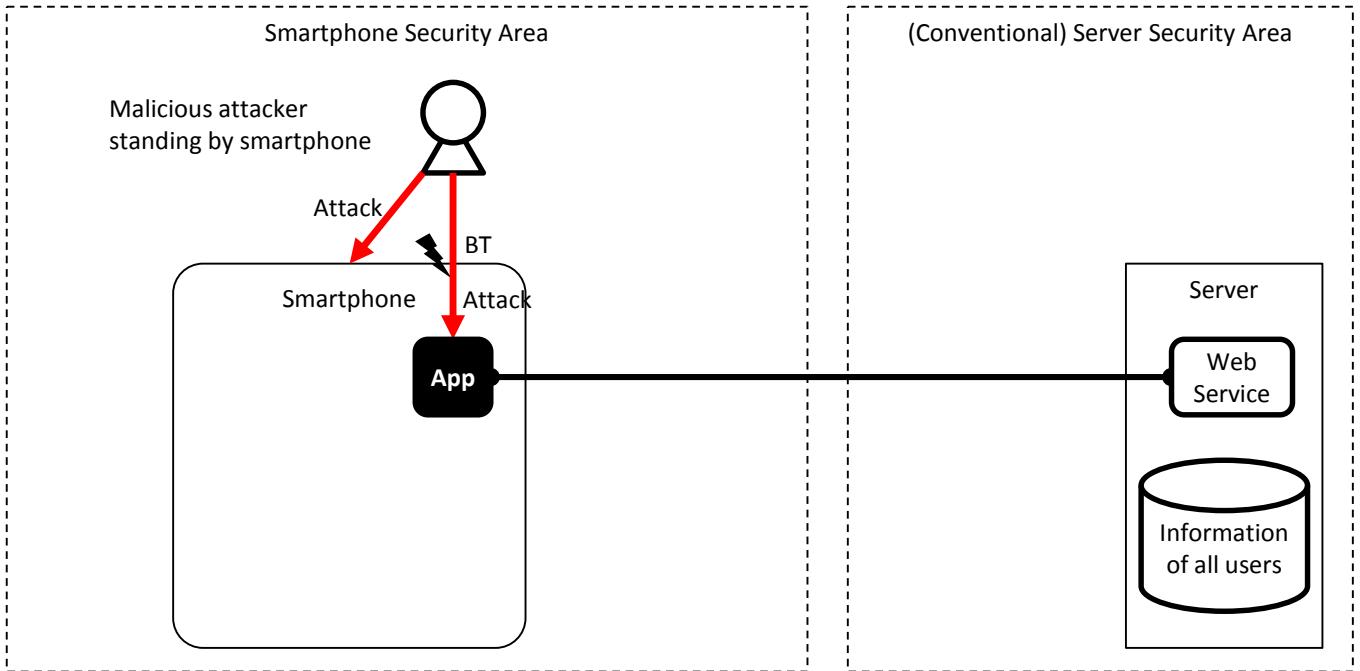 Smartphone Security Area
(Conventional) Server Security Area
Malicious attacker
standing by smartphone
Attack
BT
Smartphone
Attack
Server
App
Web
Service
Information
of all users